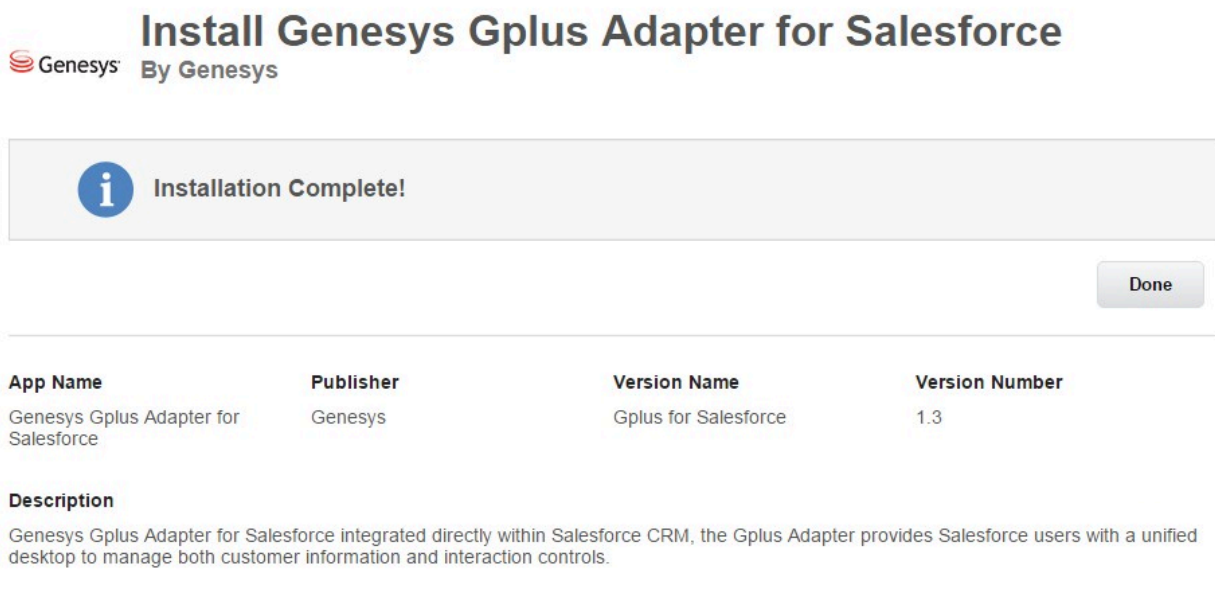 Install Genesys Gplus Adapter for Salesforce
Genesys
By Genesys
Installation Complete!
Done
App Name
Publisher
Version Name
Version Number
Genesys Gplus Adapter for
Salesforce
Genesys
Gplus for Salesforce
1.3
Description
Genesys Gplus Adapter for Salesforce integrated directly within Salesforce CRM, the Gplus Adapter provides Salesforce users with a unified
desktop to manage both customer information and interaction controls.